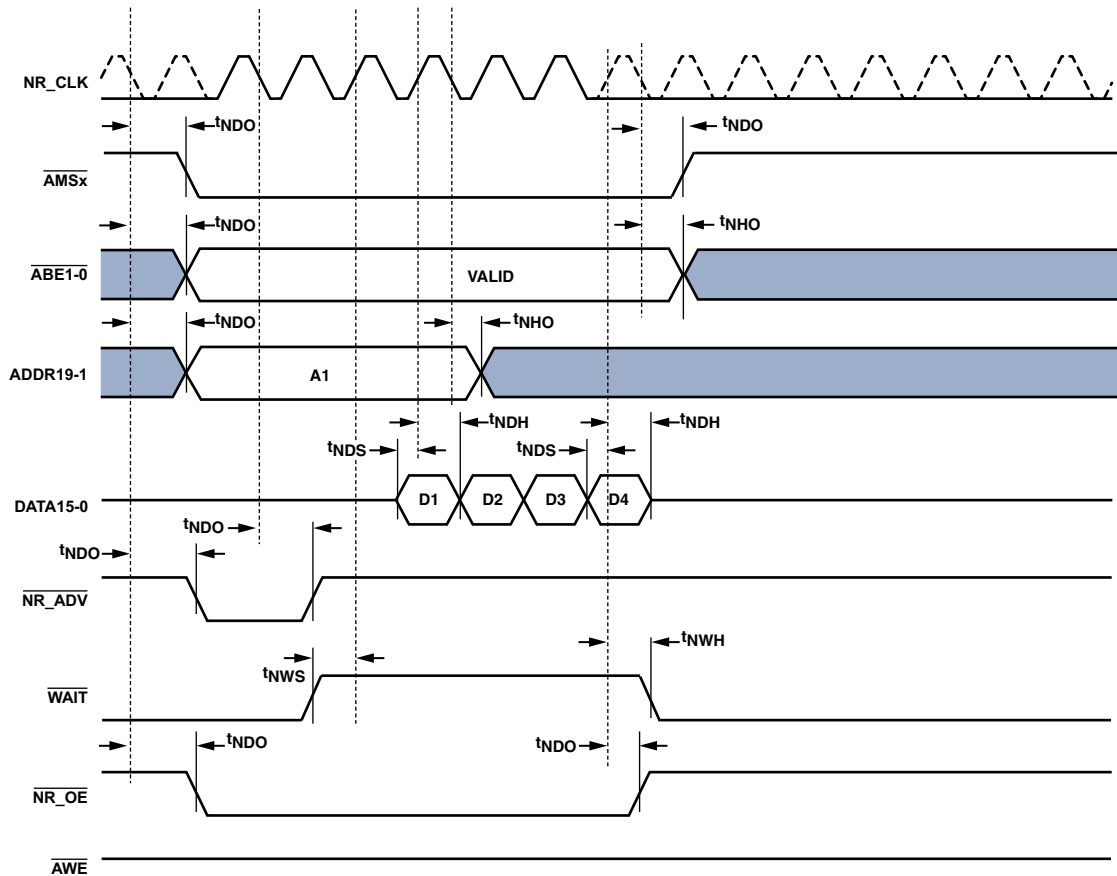 NR_CLK
tNDO
tNDO
AMSx
tNDO
tNHO
ABE1-0
VALID
tNDO
tNHO
ADDR19-1
A1
tNDH
tNDH
tNDS
tNDS
DATA15-0
D1
D2
D3
D4
tNDO
tNDO
NR_ADV
tNWH
tNWS
WAIT
tNDO
tNDO
NR_OE
AWE